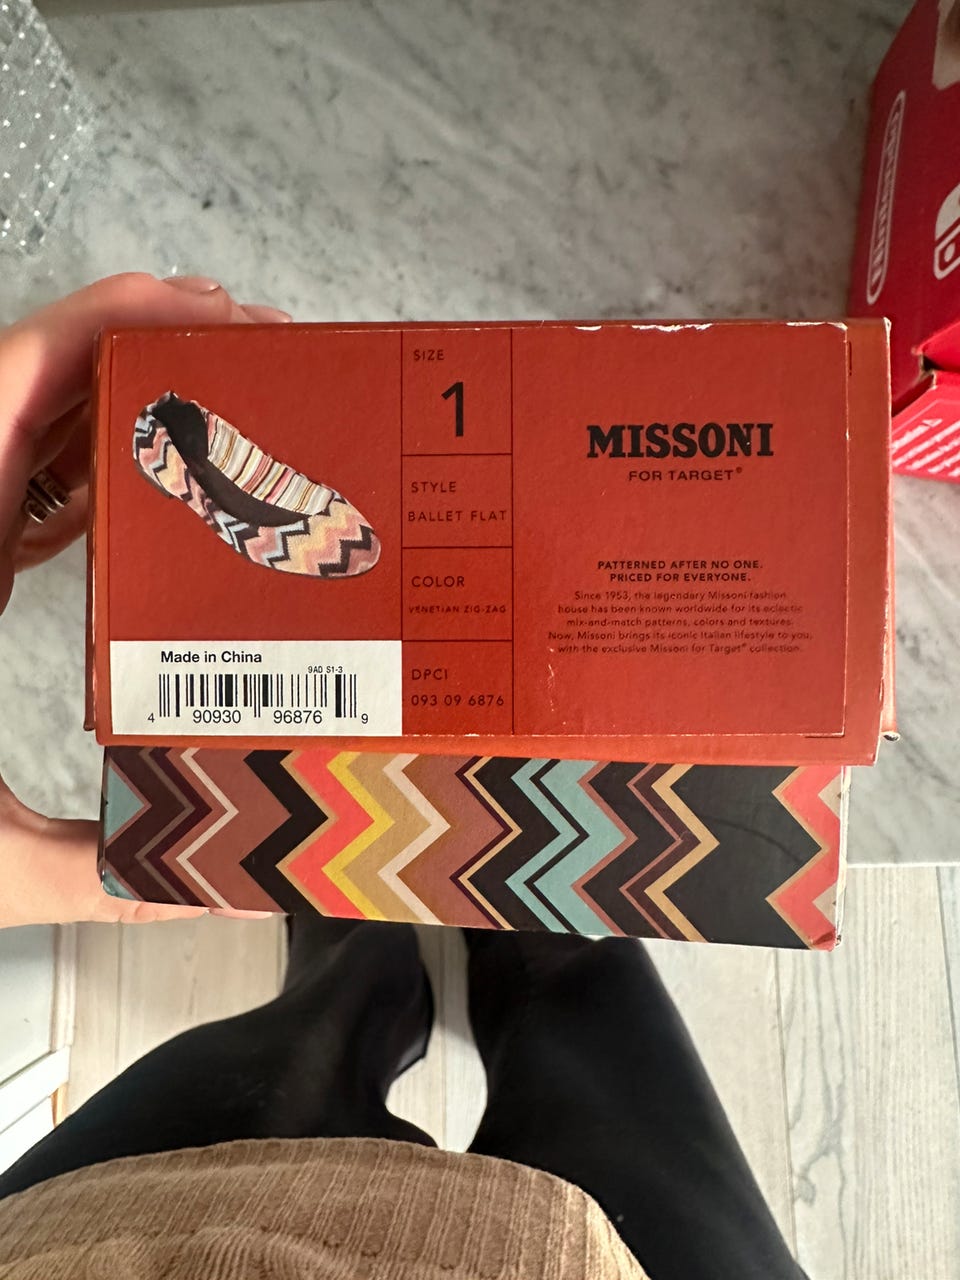 SIZE
1
STYLE
BALLET FLAT
COLOR
VENETIAN ZIG-ZAG
DPCI
093 09 6876
MISSONI
FOR TARGET®
PATTERNED AFTER NO ONE.
PRICED FOR EVERYONE.
Since 1953, the legendary Missoni fashion
house has been known worldwide for its eclectic
mix-and-match patterns, colors and textures.
Now, Missoni brings its iconic Italian lifestyle to you,
with the exclusive Missoni for Target® collection.
Made in China
9AD S1-3
4 90930 96876 9
Nintendo